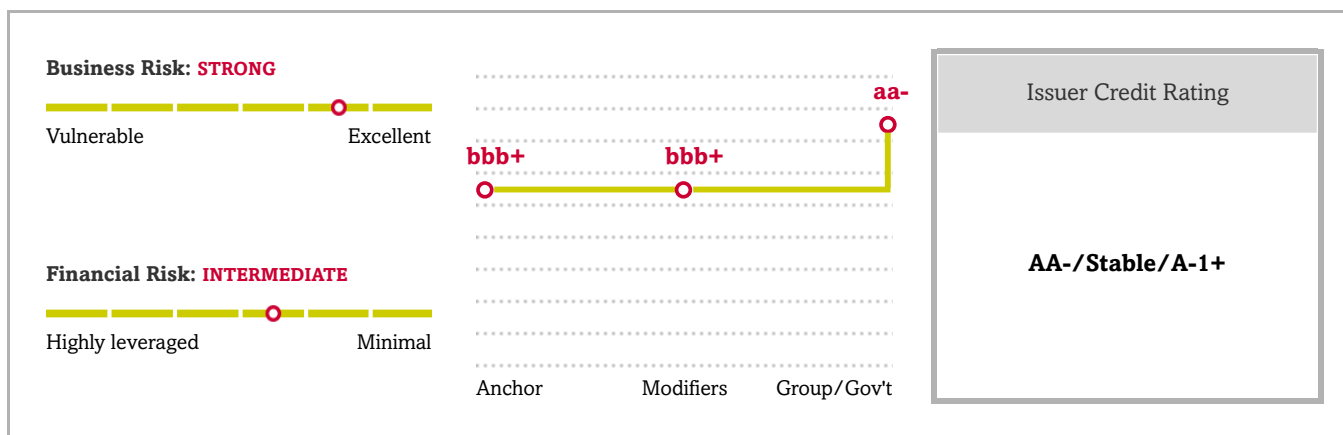 Business Risk: STRONG
Vulnerable Excellent
Financial Risk: INTERMEDIATE
Highly leveraged Minimal
aa-
bbb+ bbb+
Anchor Modifiers Group/Gov't
Issuer Credit Rating
AA-/Stable/A-1+